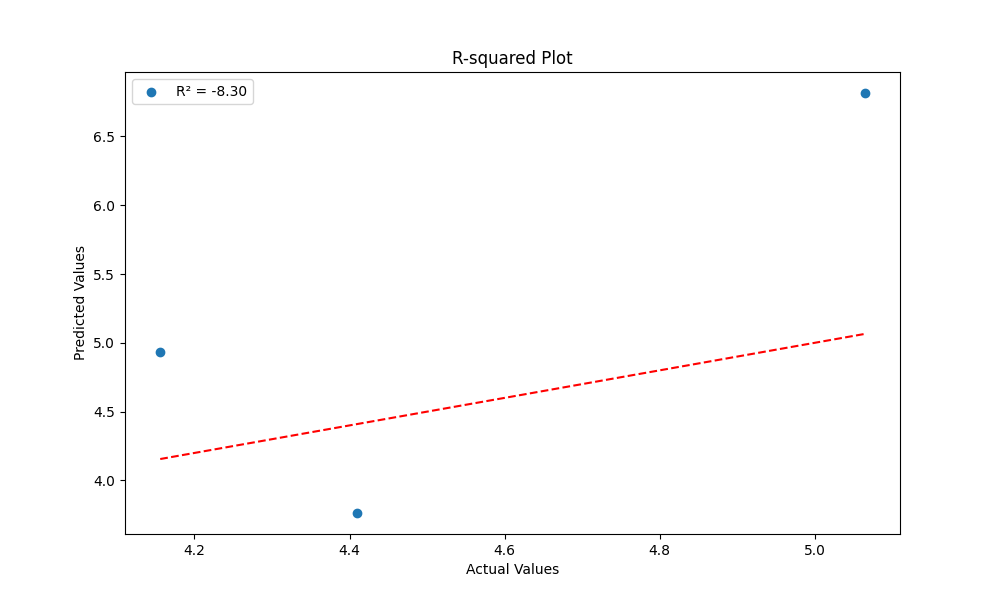 R-squared Plot
R² = -8.30
6.5
6.0
5.5
5.0
4.5
4.0
Predicted Values
4.2 4.4 4.6 4.8 5.0
Actual Values